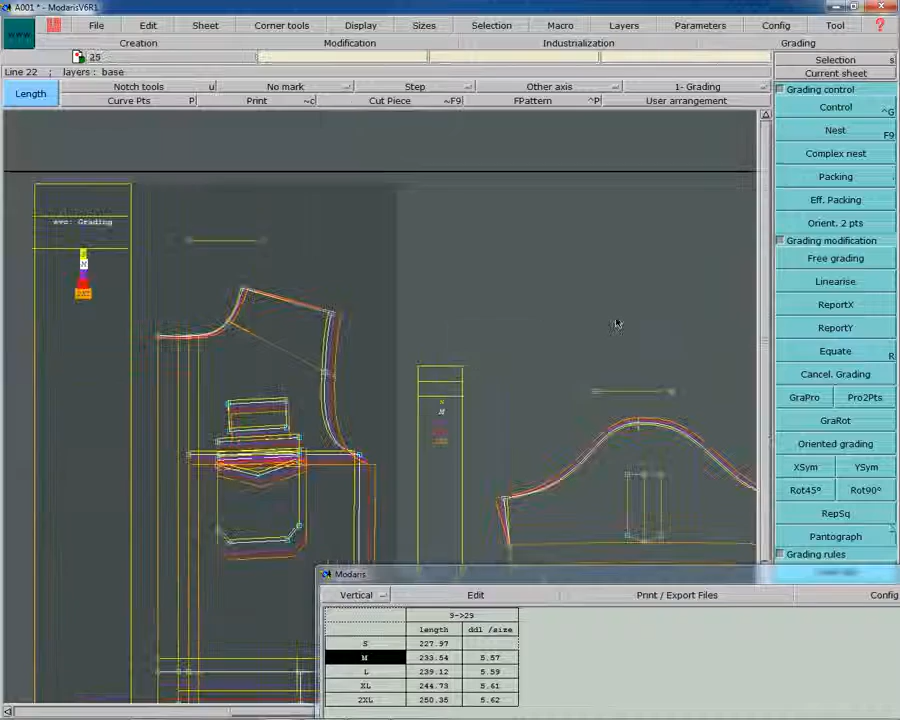 A001 * - ModarisV6R1
www
File Edit Sheet Corner tools Display Sizes Selection Macro Layers Parameters Config Tool ?
Creation Modification Industrialization Grading
25
Line 22 ; layers : base
Selection s
Current sheet
Length
Notch tools u No mark Step Other axis 1- Grading
Curve Pts P Print ~c Cut Piece ~F9 FPattern ^P User arrangement
Grading control
Control ^G
Nest F9
Complex nest
Packing .
Eff. Packing
Orient. 2 pts
Grading modification
Free grading
Linearise
ReportX
ReportY
Equate R
Cancel. Grading
GraPro Pro2Pts
GraRot
Oriented grading
XSym YSym
Rot45° Rot90°
RepSq
Pantograph
Grading rules
evo: Grading
M
S
M
Modaris
Vertical Edit Print / Export Files Config
9->29
length ddl /size
S 227.97
M 233.54 5.57
L 239.12 5.59
XL 244.73 5.61
2XL 250.35 5.62